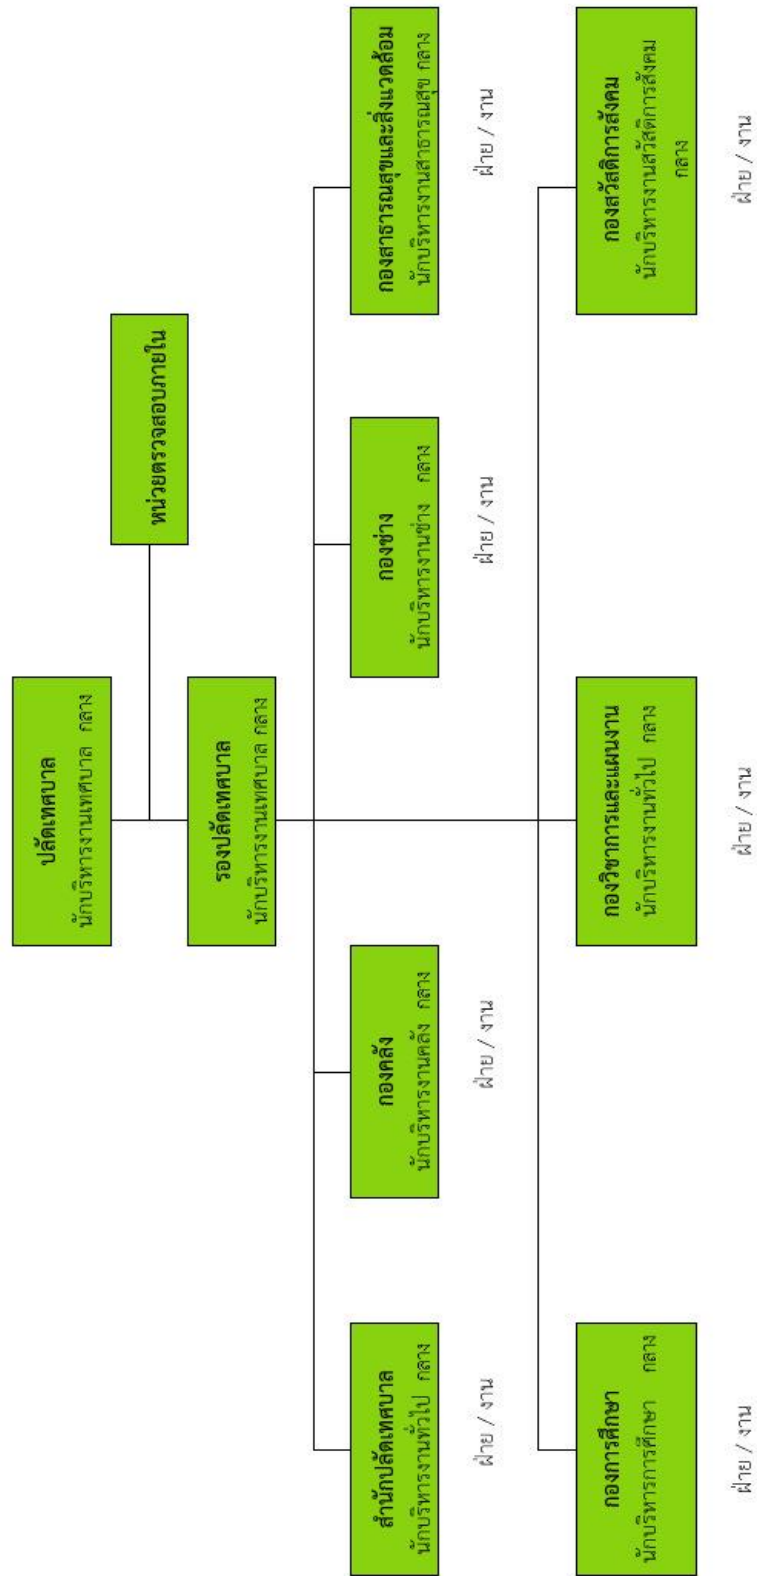 ปลัดเทศบาล
นักบริหารงานเทศบาล กลาง
หน่วยตรวจสอบภายใน
รองปลัดเทศบาล
นักบริหารงานเทศบาล กลาง
สำนักปลัดเทศบาล
นักบริหารงานทั่วไป กลาง
ฝ่าย / งาน
กองคลัง
นักบริหารงานคลัง กลาง
ฝ่าย / งาน
กองช่าง
นักบริหารงานช่าง กลาง
ฝ่าย / งาน
กองสาธารณสุขและสิ่งแวดล้อม
นักบริหารงานสาธารณสุข กลาง
ฝ่าย / งาน
กองการศึกษา
นักบริหารการศึกษา กลาง
ฝ่าย / งาน
กองวิชาการและแผนงาน
นักบริหารงานทั่วไป กลาง
ฝ่าย / งาน
กองสวัสดิการสังคม
นักบริหารงานสวัสดิการสังคม
กลาง
ฝ่าย / งาน